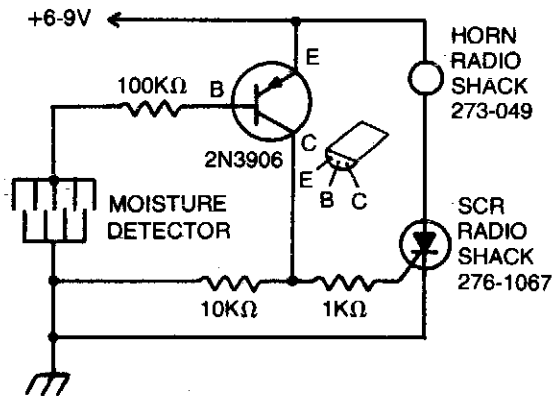 +6-9V
E
HORN
RADIO
SHACK
273-049
100KΩ
B
C
2N3906
E
B
C
MOISTURE
DETECTOR
SCR
RADIO
SHACK
276-1067
10KΩ
1KΩ